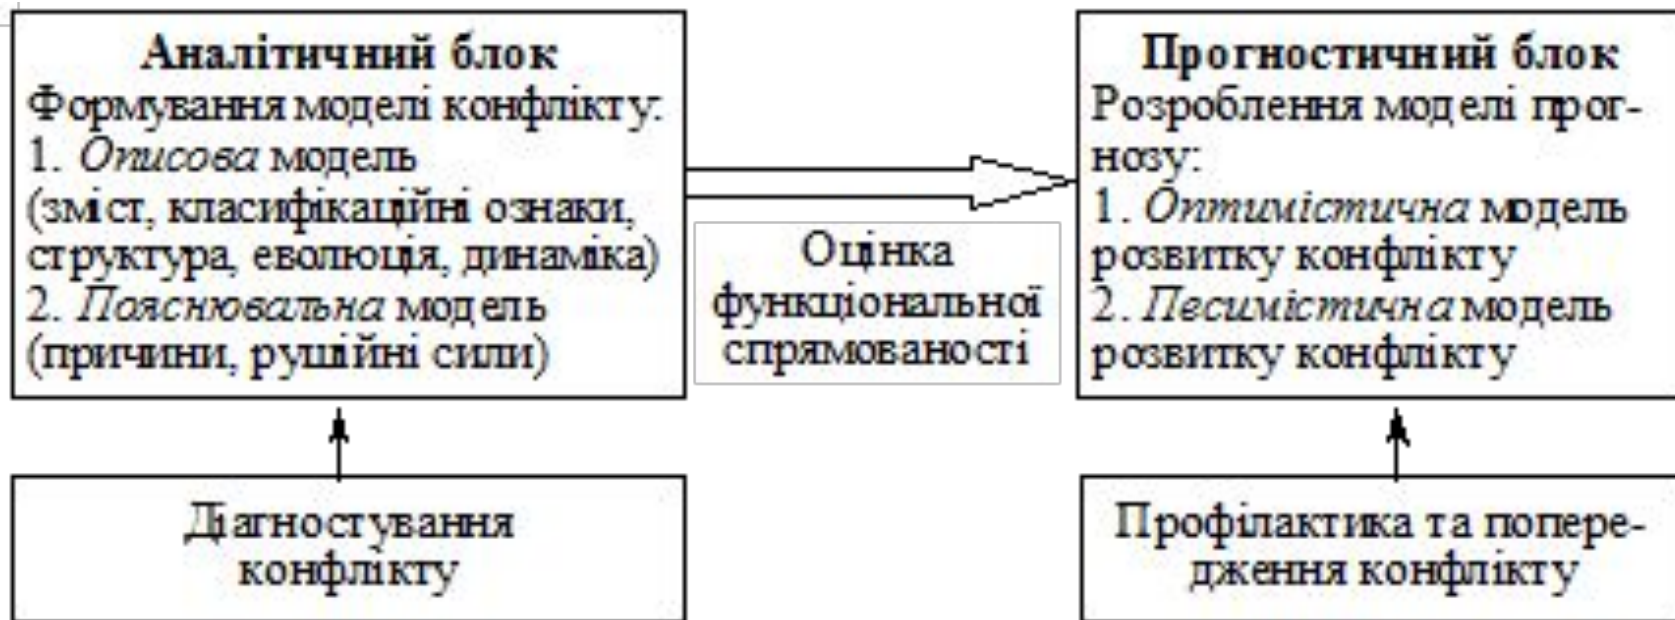 Аналітичний блок
Формування моделі конфлікту:
1. Описова модель
(зміст, класифікаційні ознаки,
структура, еволюція, динаміка)
2. Пояснювальна модель
(причини, рушійні сили)
Оцінка
функціональної
спрямованості
Прогностичний блок
Розроблення моделі прог-
нозу:
1. Оптимістична модель
розвитку конфлікту
2. Песимістична модель
розвитку конфлікту
Діагностування
конфлікту
Профілактика та попере-
дження конфлікту